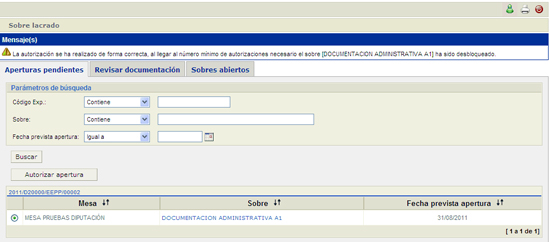 Sobre lacrado
Mensaje(s)
La autorización se ha realizado de forma correcta, al llegar al número mínimo de autorizaciones necesario el sobre [DOCUMENTACION ADMINISTRATIVA A1] ha sido desbloqueado.
Aperturas pendientes Revisar documentación Sobres abiertos
Parámetros de búsqueda
Código Exp.: Contiene
Sobre: Contiene
Fecha prevista apertura: Igual a
Buscar
Autorizar apertura
2011/D20000/EEPP/00002
Mesa Sobre Fecha prevista apertura
MESA PRUEBAS DIPUTACIÓN DOCUMENTACION ADMINISTRATIVA A1 31/08/2011
[ 1 a 1 de 1]